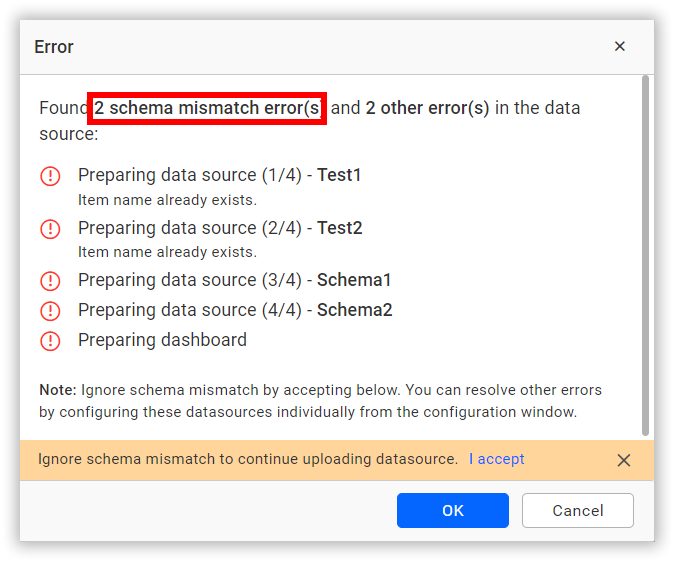 Error
Found 2 schema mismatch error(s) and 2 other error(s) in the data
source:
Preparing data source (1/4) - Test1
Item name already exists.
Preparing data source (2/4) - Test2
Item name already exists.
Preparing data source (3/4) - Schema1
Preparing data source (4/4) - Schema2
Preparing dashboard
Note: Ignore schema mismatch by accepting below. You can resolve other errors
by configuring these datasources individually from the configuration window.
Ignore schema mismatch to continue uploading datasource. I accept
OK Cancel